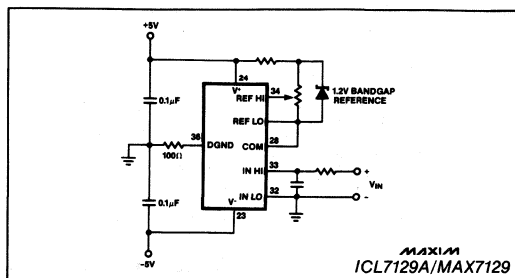 +5V
24
V+
34
REF HI
1.2V BANDGAP
REFERENCE
0.1µF
REF LO
36
DGND
100Ω
COM
28
33
IN HI
+
VIN
0.1µF
IN LO
32
-
V-
23
-5V
MAXIM
ICL7129A/MAX7129